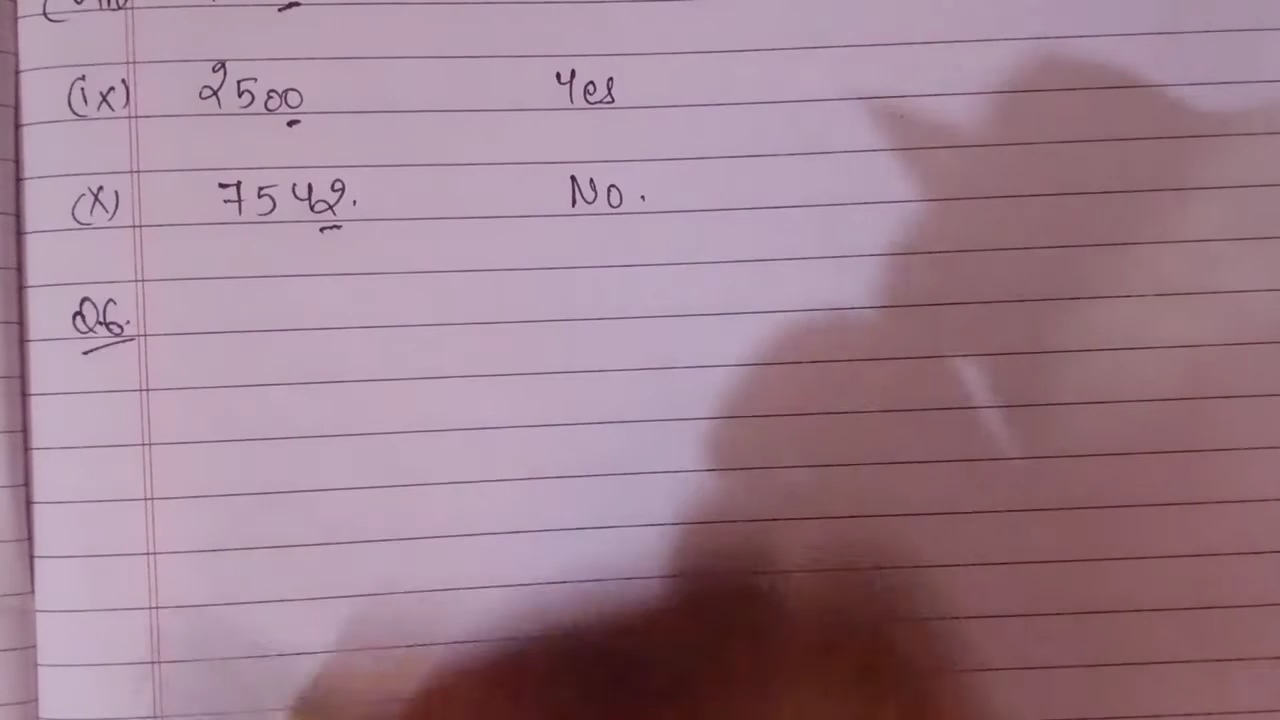 (ix) 2500 Yes
(x) 7542. No.
Q6.